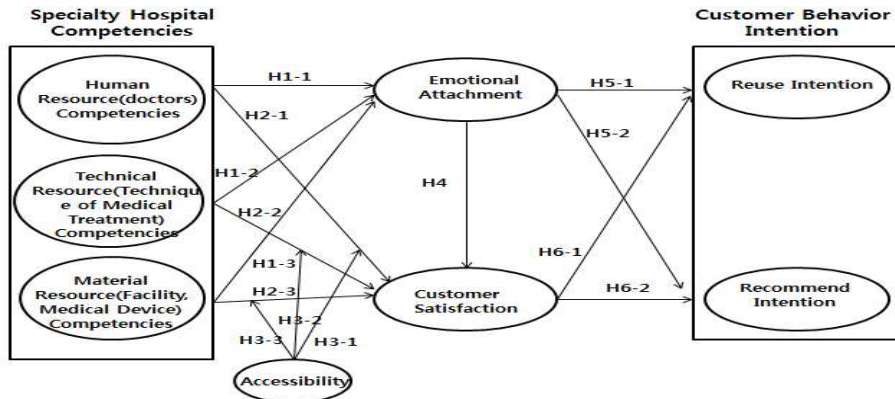 Specialty Hospital
Competencies
Customer Behavior
Intention
Human
Resource(doctors)
Competencies
H1-1
Emotional
Attachment
H5-1
Reuse Intention
H2-1
H5-2
Technical
Resource(Techniqu
e of Medical
Treatment)
Competencies
H1-2
H2-2
H4
H1-3
H6-1
Material
Resource(Facility,
Medical Device)
Competencies
H2-3
Customer
Satisfaction
H6-2
Recommend
Intention
H3-2
H3-3
H3-1
Accessibility